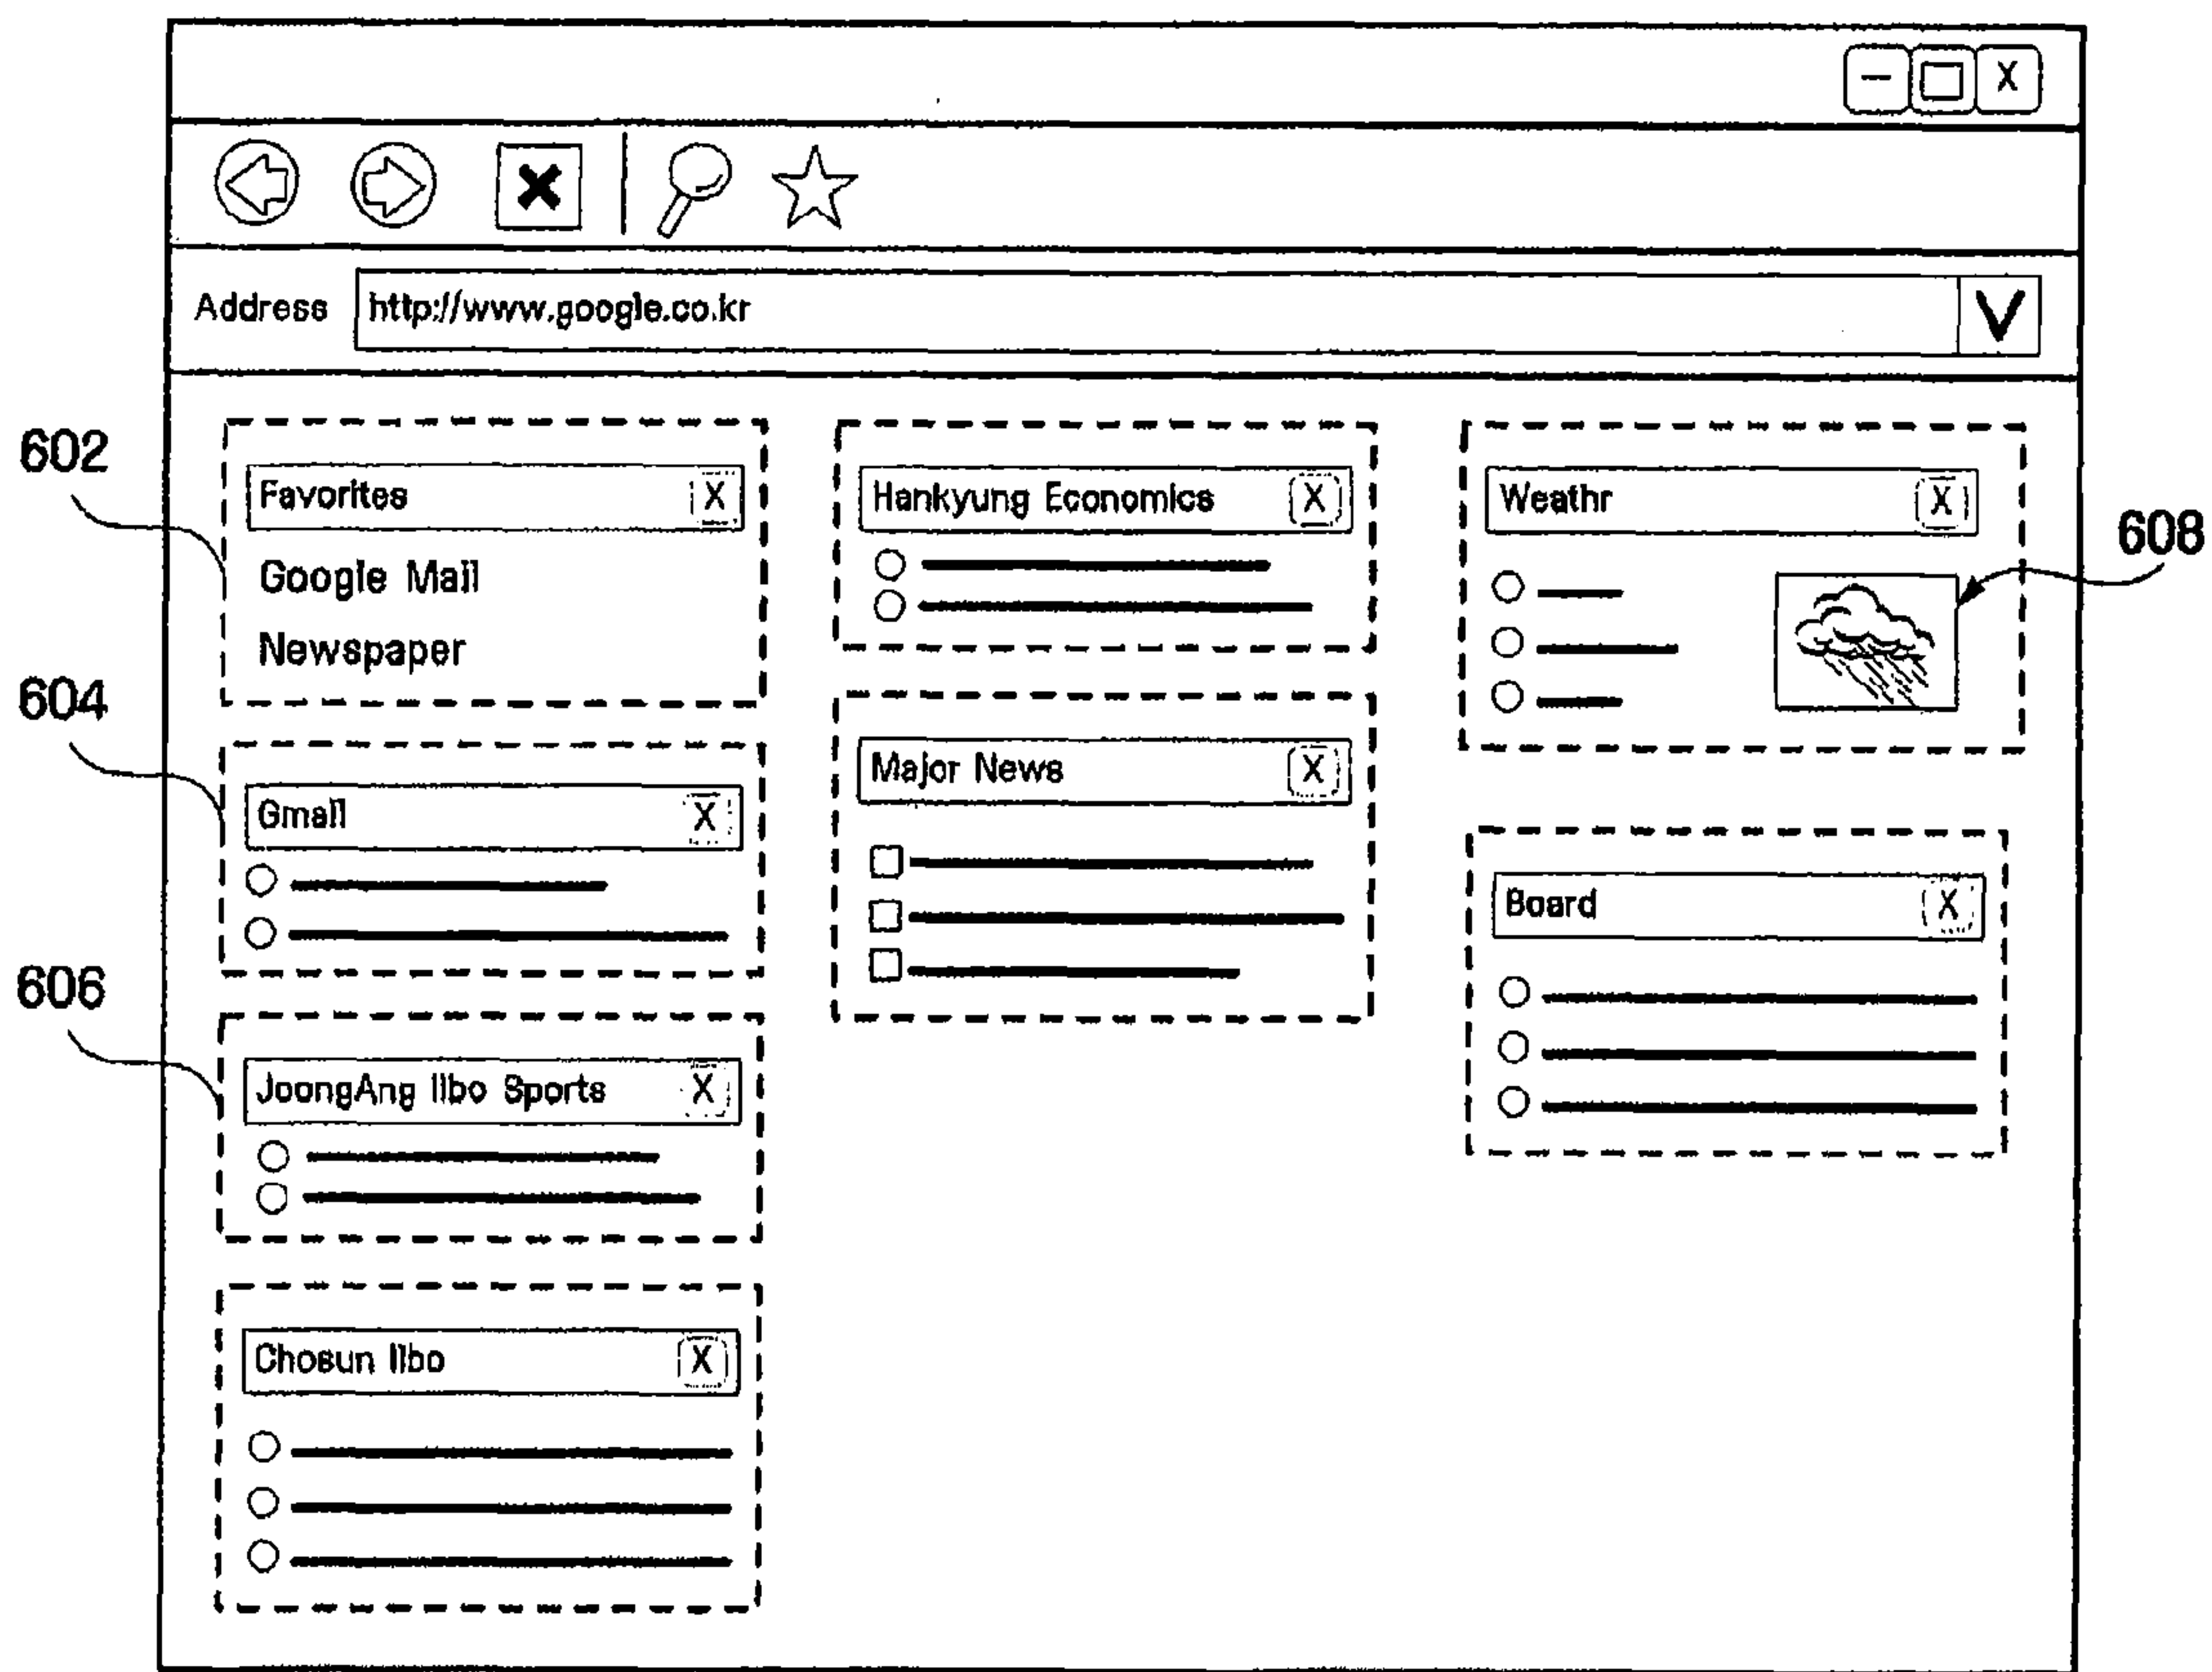 X
Address http://www.google.co.kr V
602
Favorites X
Google Mail
Newspaper
604
Gmail X
606
JoongAng Ilbo Sports X
Chosun Ilbo X
Hankyung Economics X
Major News X
Weathr X
608
Board X